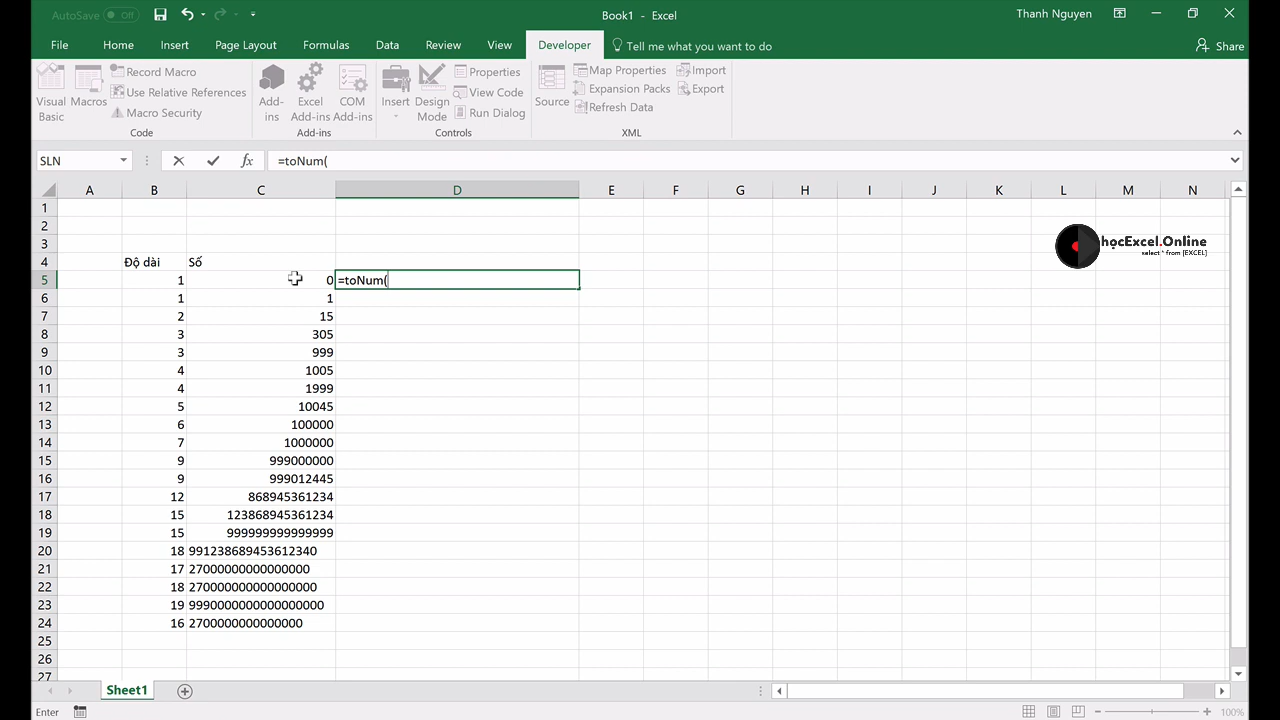 AutoSave Off
Book1 - Excel
Thanh Nguyen
File Home Insert Page Layout Formulas Data Review View Developer Tell me what you want to do Share
Visual Basic
Macros
Record Macro
Use Relative References
Macro Security
Code
Add-ins
Excel Add-ins
COM Add-ins
Add-ins
Insert
Design Mode
Properties
View Code
Run Dialog
Controls
Source
Map Properties
Expansion Packs
Refresh Data
Import
Export
XML
SLN fx =toNum(
A B C D E F G H I J K L M N
1
2
3
4 Độ dài Số
5 1 0 =toNum(
6 1 1
7 2 15
8 3 305
9 3 999
10 4 1005
11 4 1999
12 5 10045
13 6 100000
14 7 1000000
15 9 999000000
16 9 999012445
17 12 868945361234
18 15 123868945361234
19 15 999999999999999
20 18 991238689453612340
21 17 27000000000000000
22 18 270000000000000000
23 19 9990000000000000000
24 16 2700000000000000
25
26
27
họcExcel.Online
select * from [EXCEL]
Sheet1
Enter
100%